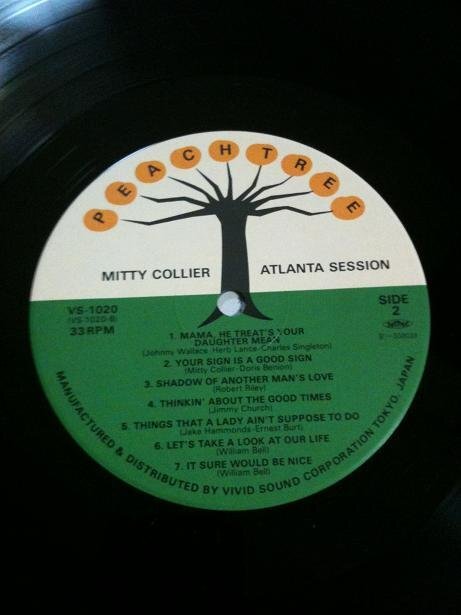 PEACHTREE
MITTY COLLIER
ATLANTA SESSION
VS-1020
(VS-1020-B)
33RPM
SIDE
2
1. MAMA, HE TREAT'S YOUR
DAUGHTER MEAN
(Johnny Wallace·Herb Lance·Charles Singleton)
2. YOUR SIGN IS A GOOD SIGN
(Mitty Collier·Doris Benion)
3. SHADOW OF ANOTHER MAN'S LOVE
(Robert Riley)
4. THINKIN' ABOUT THE GOOD TIMES
(Jimmy Church)
5. THINGS THAT A LADY AIN'T SUPPOSE TO DO
(Jake Hammonds·Ernest Burt)
6. LET'S TAKE A LOOK AT OUR LIFE
(William Bell)
7. IT SURE WOULD BE NICE
(William Bell)
MANUFACTURED & DISTRIBUTED BY VIVID SOUND CORPORATION TOKYO, JAPAN